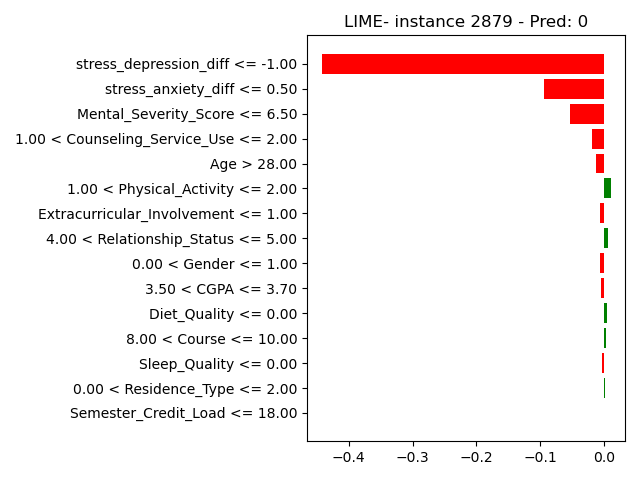 LIME- instance 2879 - Pred: 0
stress_depression_diff <= -1.00
stress_anxiety_diff <= 0.50
Mental_Severity_Score <= 6.50
1.00 < Counseling_Service_Use <= 2.00
Age > 28.00
1.00 < Physical_Activity <= 2.00
Extracurricular_Involvement <= 1.00
4.00 < Relationship_Status <= 5.00
0.00 < Gender <= 1.00
3.50 < CGPA <= 3.70
Diet_Quality <= 0.00
8.00 < Course <= 10.00
Sleep_Quality <= 0.00
0.00 < Residence_Type <= 2.00
Semester_Credit_Load <= 18.00
−0.4 −0.3 −0.2 −0.1 0.0